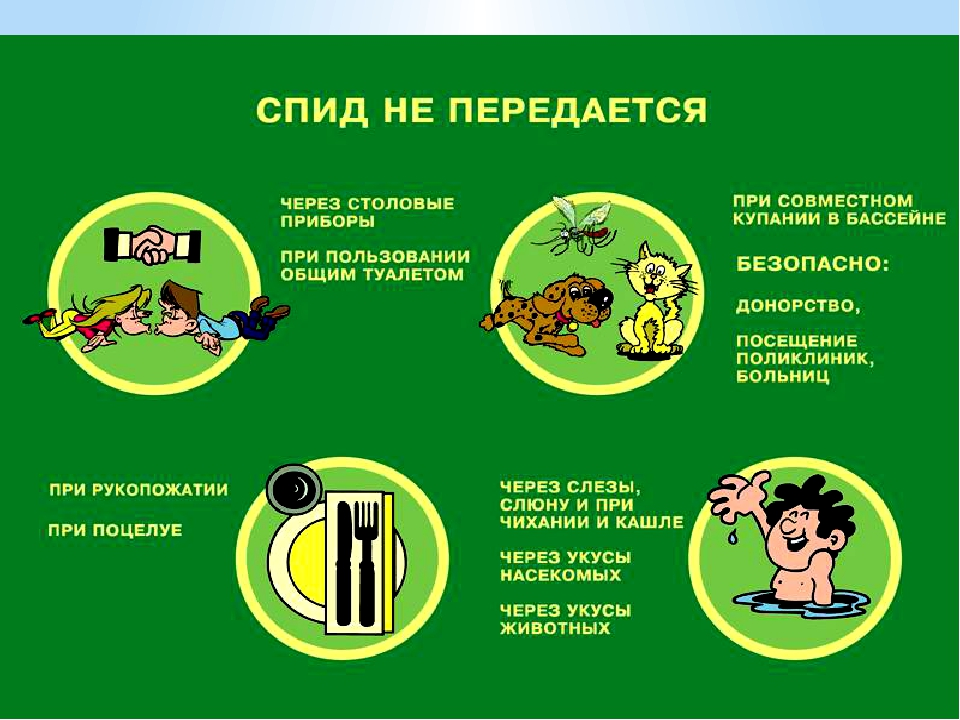 СПИД НЕ ПЕРЕДАЕТСЯ
ЧЕРЕЗ СТОЛОВЫЕ
ПРИБОРЫ
ПРИ ПОЛЬЗОВАНИИ
ОБЩИМ ТУАЛЕТОМ
ПРИ СОВМЕСТНОМ
КУПАНИИ В БАССЕЙНЕ
БЕЗОПАСНО:
ДОНОРСТВО,
ПОСЕЩЕНИЕ
ПОЛИКЛИНИК,
БОЛЬНИЦ
ПРИ РУКОПОЖАТИИ
ПРИ ПОЦЕЛУЕ
ЧЕРЕЗ СЛЕЗЫ,
СЛЮНУ И ПРИ
ЧИХАНИИ И КАШЛЕ
ЧЕРЕЗ УКУСЫ
НАСЕКОМЫХ
ЧЕРЕЗ УКУСЫ
ЖИВОТНЫХ